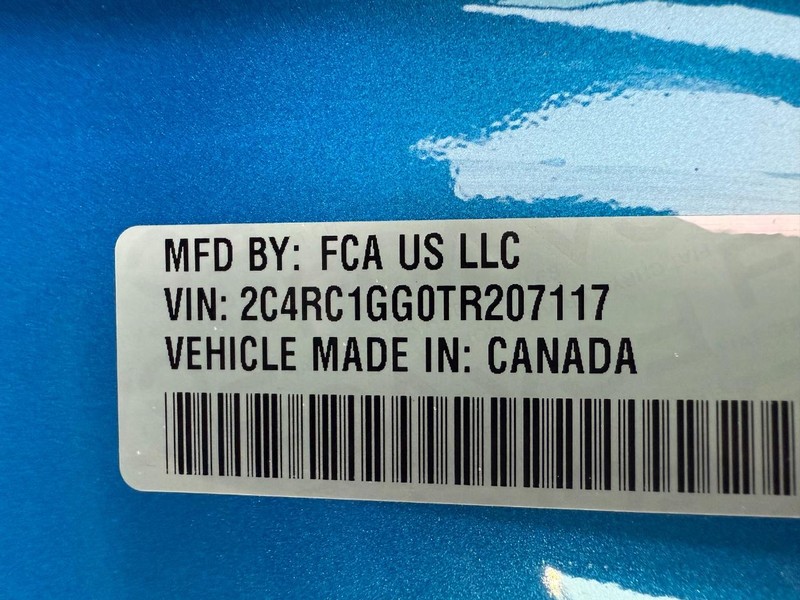 MFD BY: FCA US LLC
VIN: 2C4RC1GG0TR207117
VEHICLE MADE IN: CANADA